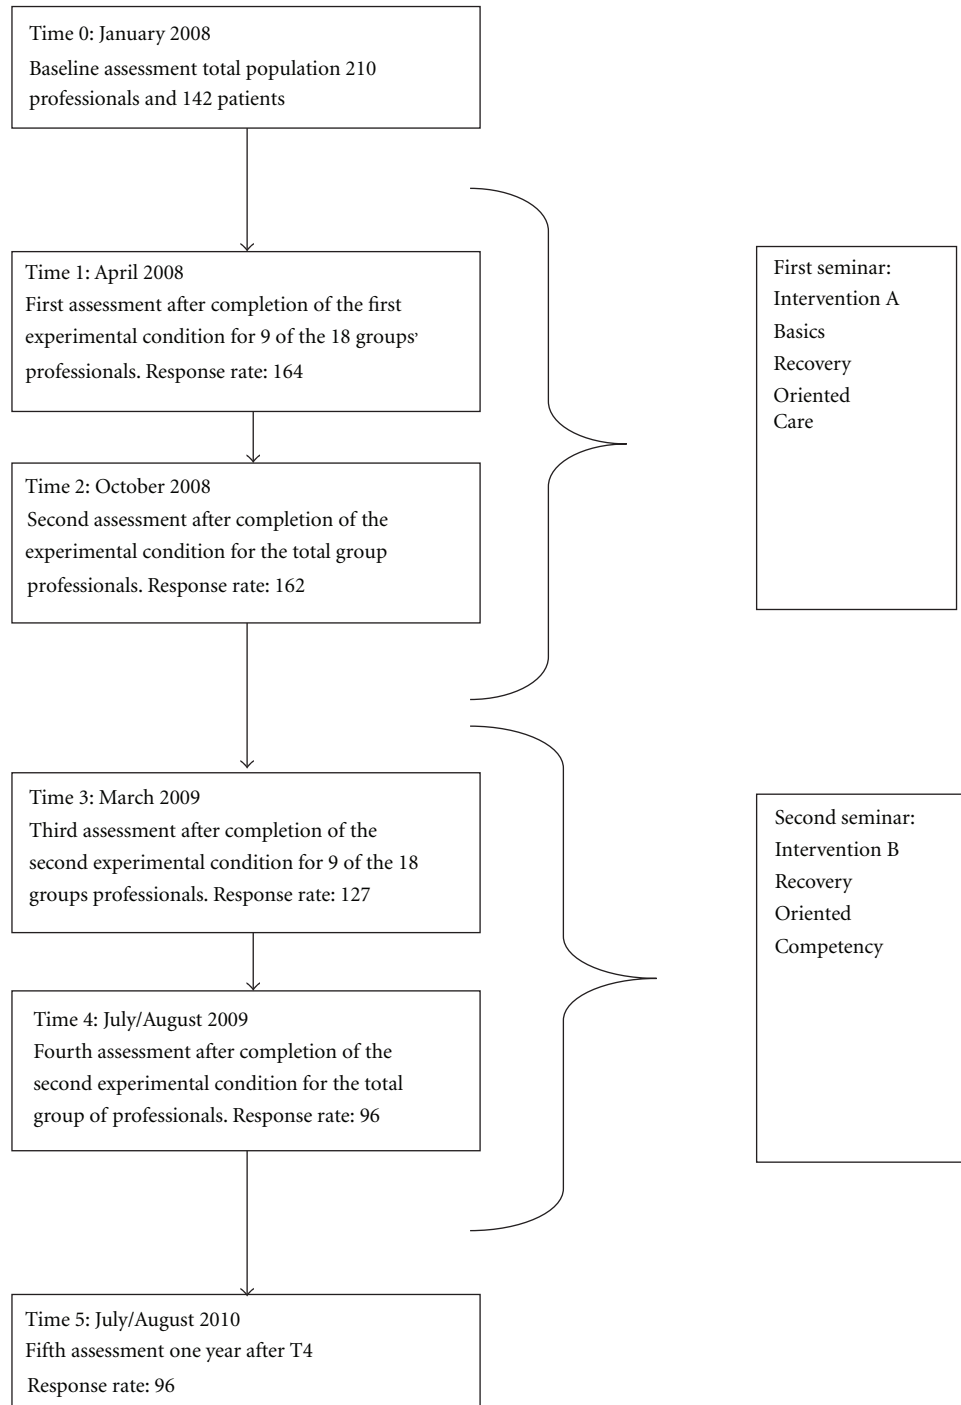 Time 0: January 2008
Baseline assessment total population 210
professionals and 142 patients
Time 1: April 2008
First assessment after completion of the first
experimental condition for 9 of the 18 groups’
professionals. Response rate: 164
Time 2: October 2008
Second assessment after completion of the
experimental condition for the total group
professionals. Response rate: 162
First seminar:
Intervention A
Basics
Recovery
Oriented
Care
Time 3: March 2009
Third assessment after completion of the
second experimental condition for 9 of the 18
groups professionals. Response rate: 127
Time 4: July/August 2009
Fourth assessment after completion of the
second experimental condition for the total
group of professionals. Response rate: 96
Second seminar:
Intervention B
Recovery
Oriented
Competency
Time 5: July/August 2010
Fifth assessment one year after T4
Response rate: 96